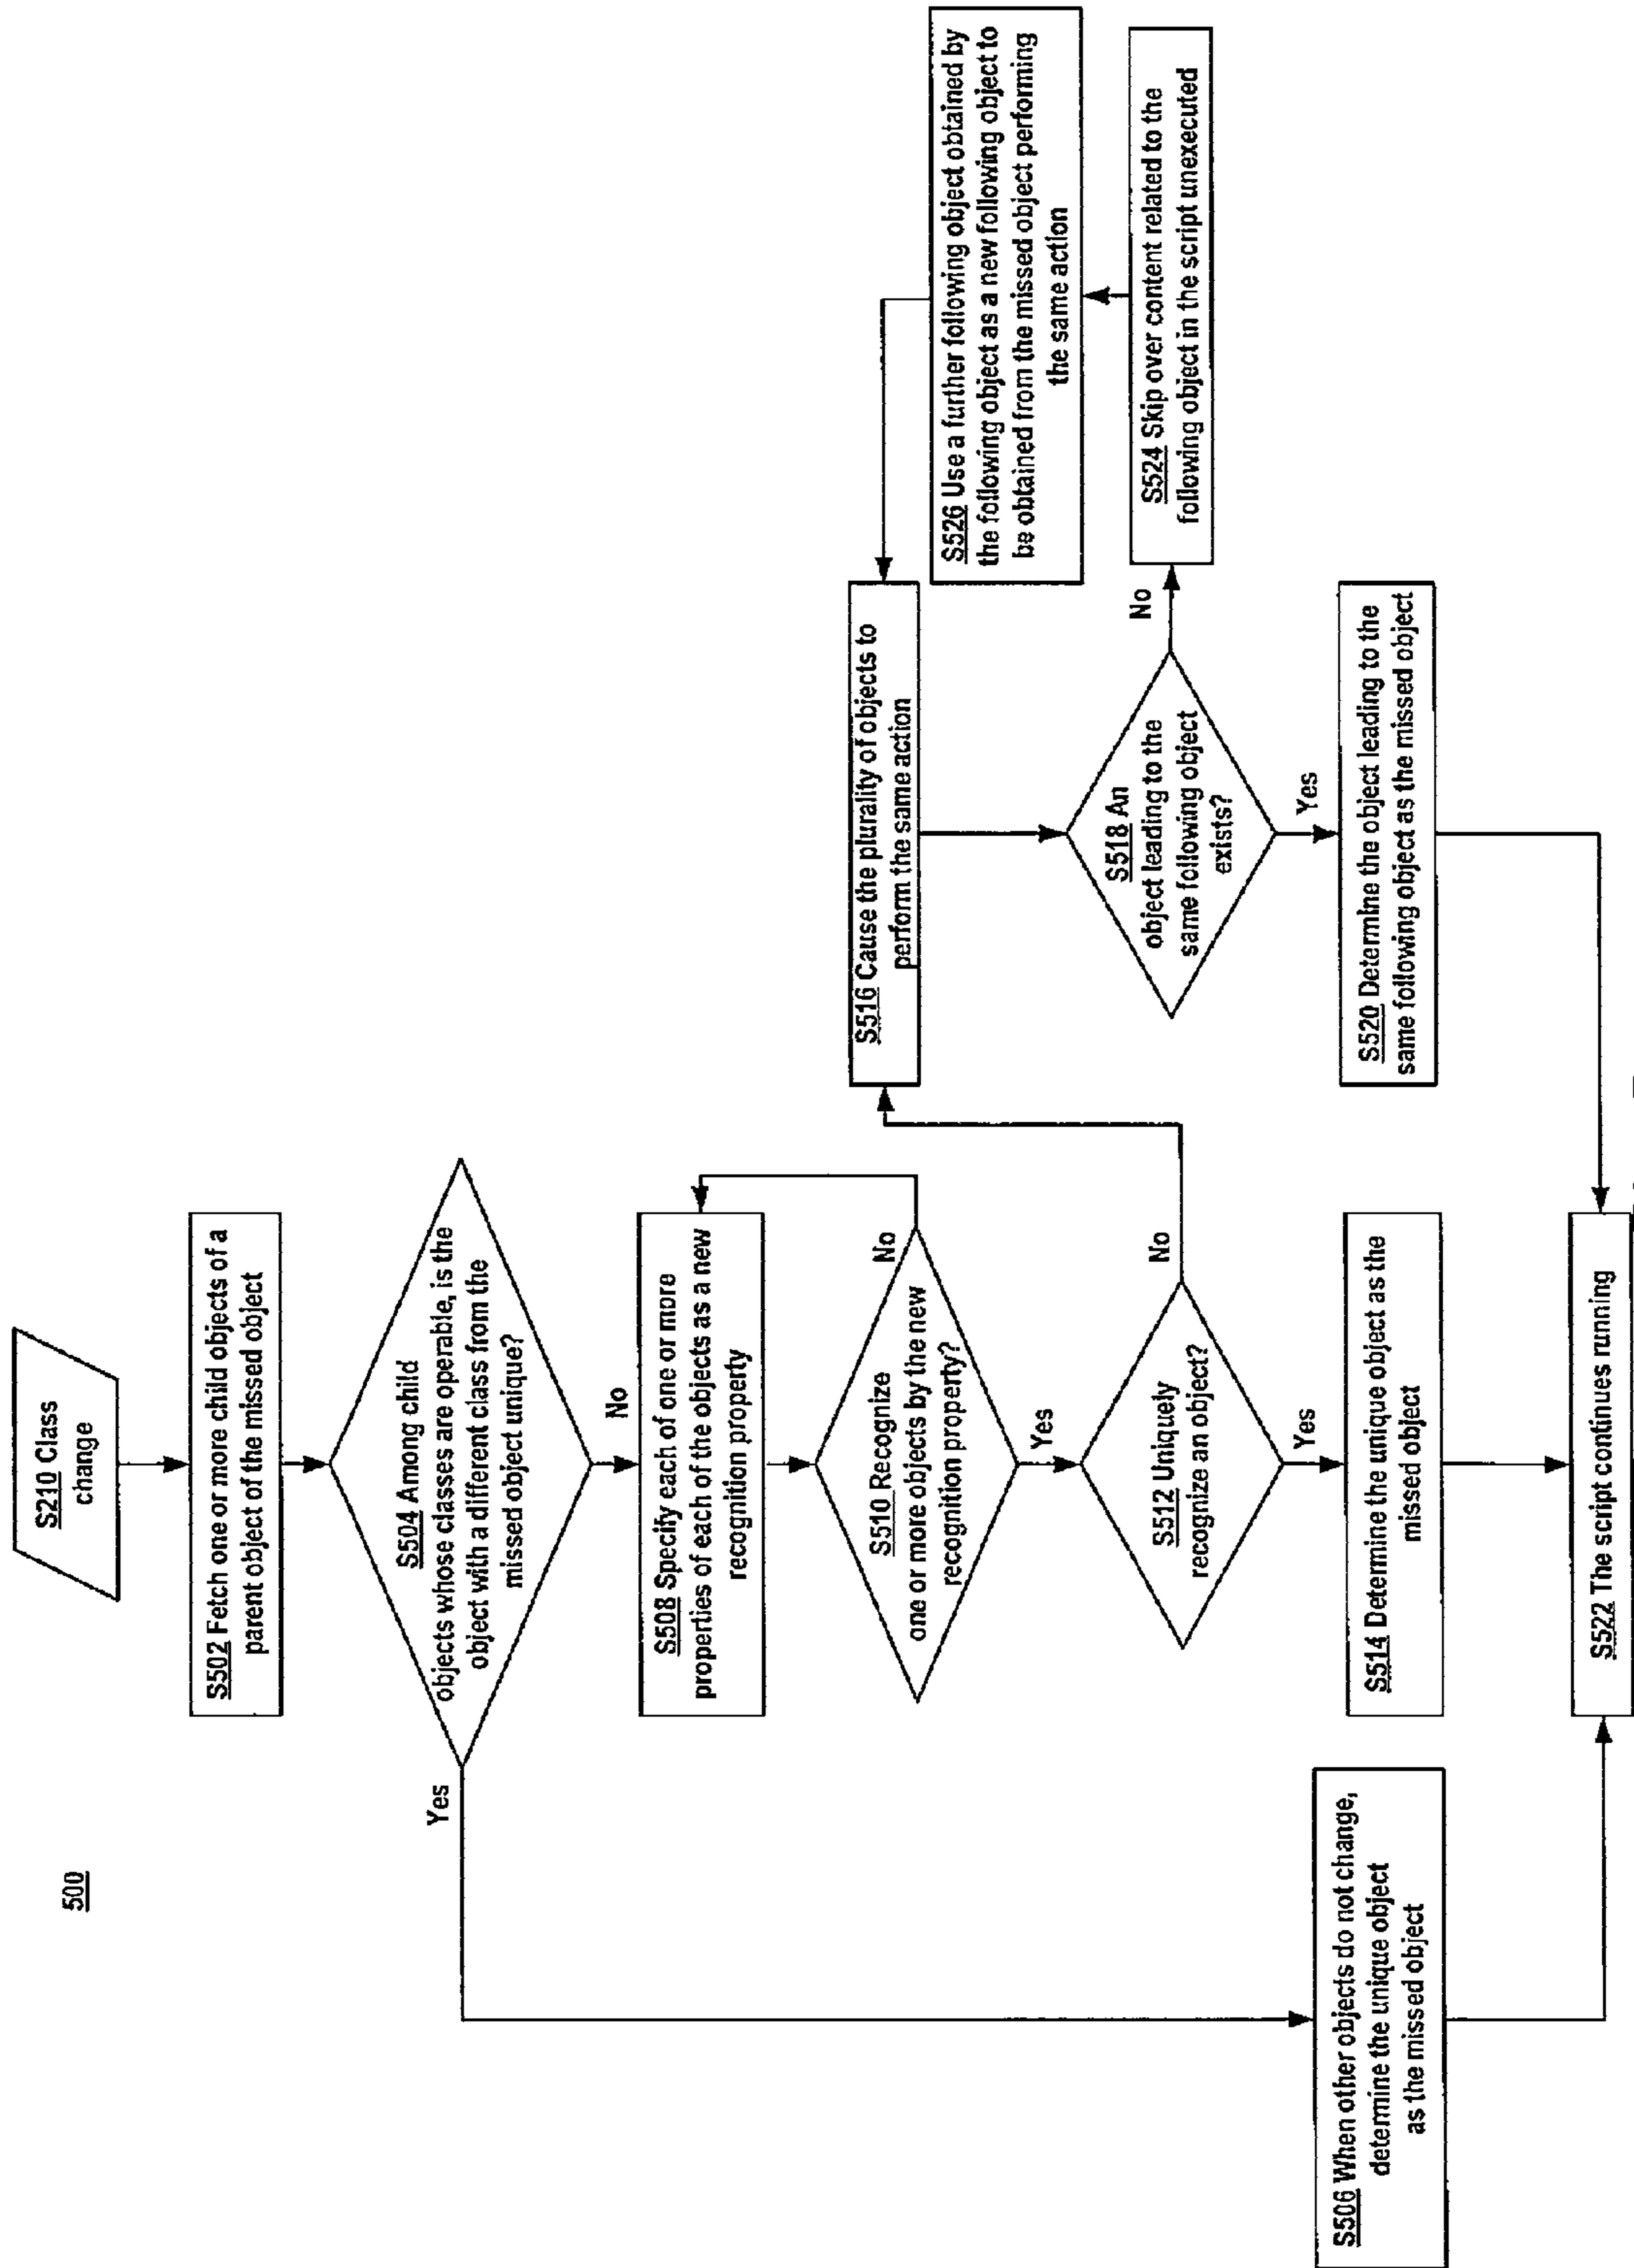 500
S210 Class
change
S502 Fetch one or more child objects of a
parent object of the missed object
S504 Among child
objects whose classes are operable, is the
object with a different class from the
missed object unique?
Yes
No
S508 Specify each of one or more
properties of each of the objects as a new
recognition property
S510 Recognize
one or more objects by the new
recognition property?
No
Yes
S512 Uniquely
recognize an object?
No
Yes
S506 When other objects do not change,
determine the unique object
as the missed object
S514 Determine the unique object as the
missed object
S516 Cause the plurality of objects to
perform the same action
S518 An
object leading to the
same following object
exists?
No
Yes
S520 Determine the object leading to the
same following object as the missed object
S522 The script continues running
S524 Skip over content related to the
following object in the script unexecuted
S526 Use a further following object obtained by
the following object as a new following object to
be obtained from the missed object performing
the same action